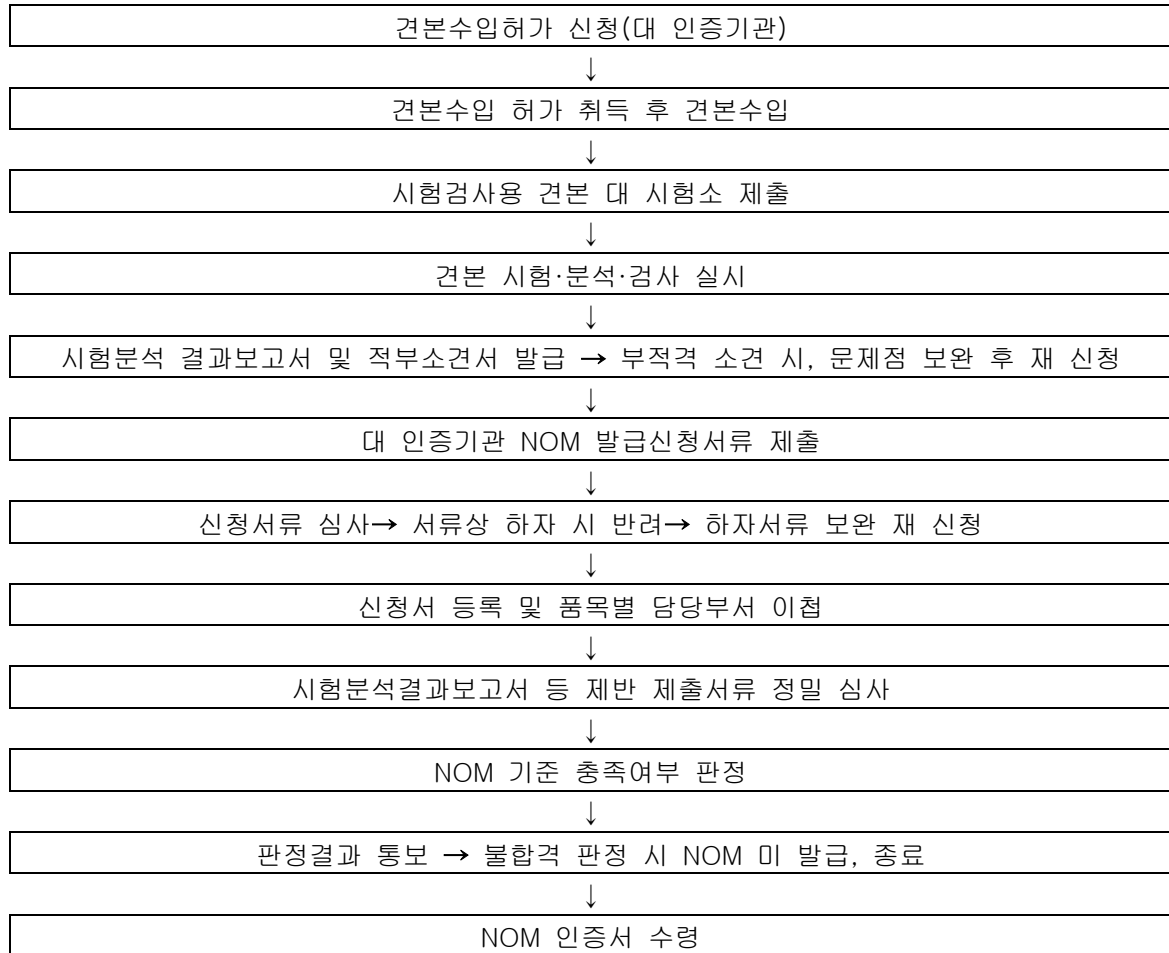 견본수입허가 신청(대 인증기관)
↓
견본수입 허가 취득 후 견본수입
↓
시험검사용 견본 대 시험소 제출
↓
견본 시험·분석·검사 실시
↓
시험분석 결과보고서 및 적부소견서 발급 → 부적격 소견 시, 문제점 보완 후 재 신청
↓
대 인증기관 NOM 발급신청서류 제출
↓
신청서류 심사→ 서류상 하자 시 반려→ 하자서류 보완 재 신청
↓
신청서 등록 및 품목별 담당부서 이첩
↓
시험분석결과보고서 등 제반 제출서류 정밀 심사
↓
NOM 기준 충족여부 판정
↓
판정결과 통보 → 불합격 판정 시 NOM 미 발급, 종료
↓
NOM 인증서 수령